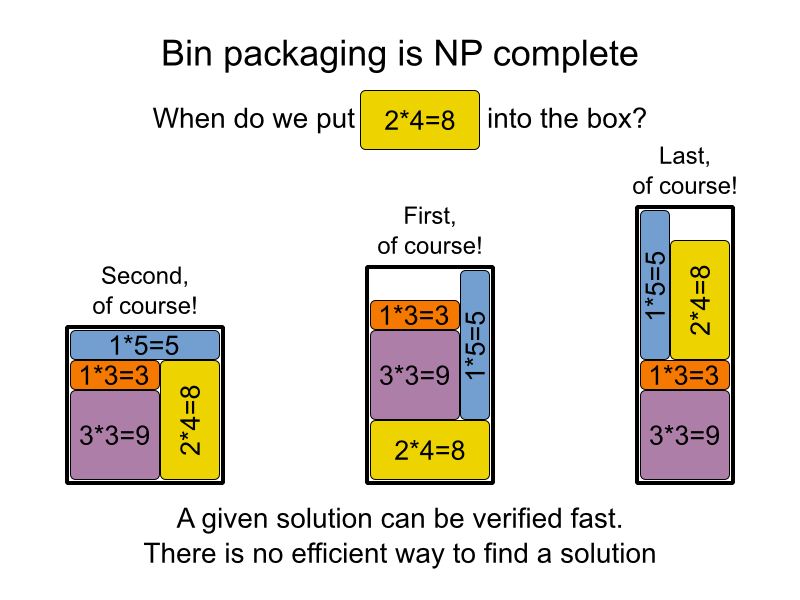 Bin packaging is NP complete
When do we put 2*4=8 into the box?
Last,
of course!
First,
of course!
Second,
of course!
1*5=5
1*3=3
3*3=9
2*4=8
1*3=3
1*5=5
3*3=9
2*4=8
1*5=5
2*4=8
1*3=3
3*3=9
A given solution can be verified fast.
There is no efficient way to find a solution